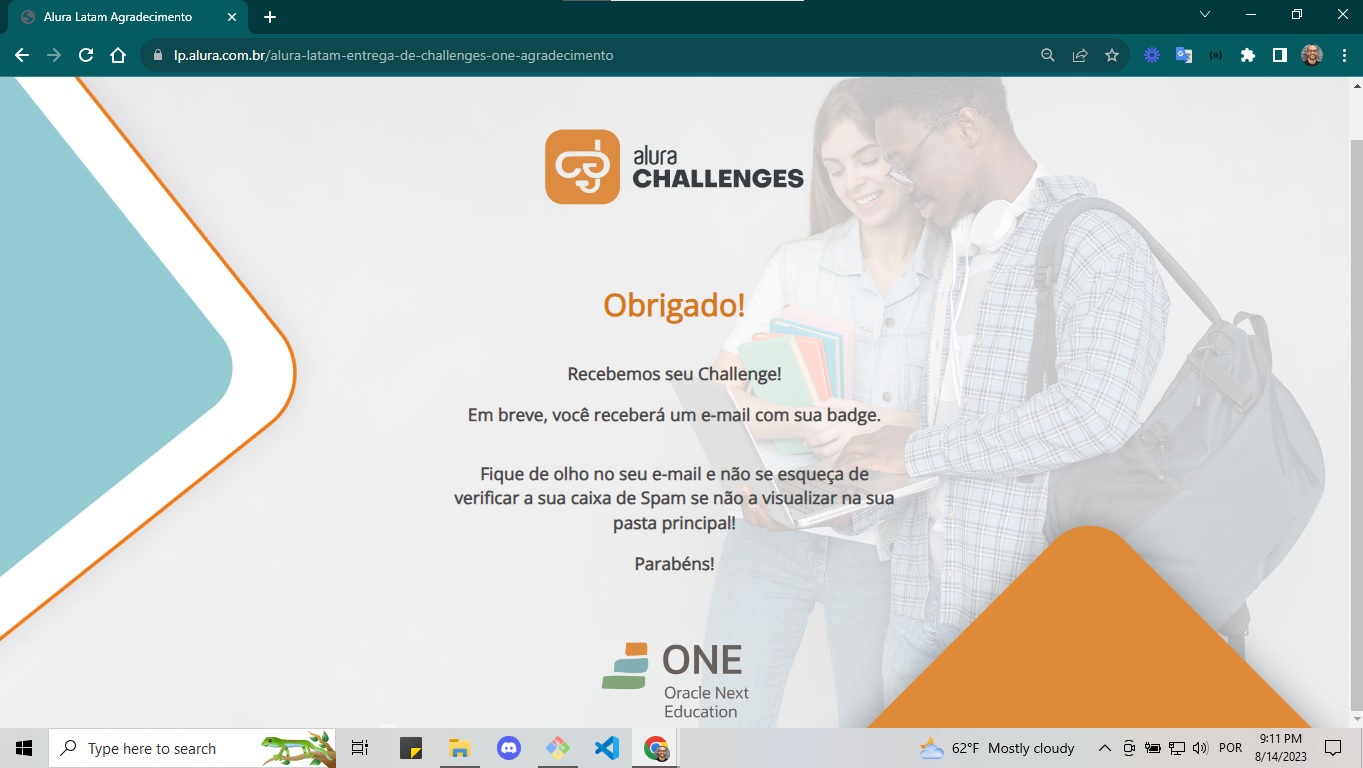 Alura Latam Agradecimento
lp.alura.com.br/alura-latam-entrega-de-challenges-one-agradecimento
alura
CHALLENGES
Obrigado!
Recebemos seu Challenge!
Em breve, você receberá um e-mail com sua badge.
Fique de olho no seu e-mail e não se esqueça de
verificar a sua caixa de Spam se não a visualizar na sua
pasta principal!
Parabéns!
ONE
Oracle Next
Education
Type here to search
62°F Mostly cloudy
POR
9:11 PM
8/14/2023